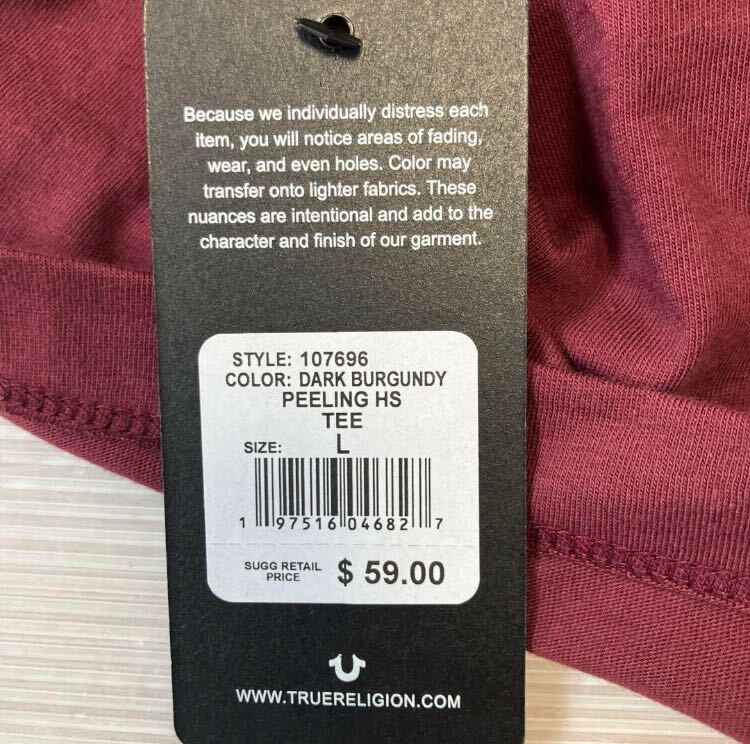 Because we individually distress each
item, you will notice areas of fading,
wear, and even holes. Color may
transfer onto lighter fabrics. These
nuances are intentional and add to the
character and finish of our garment.
STYLE: 107696
COLOR: DARK BURGUNDY
PEELING HS
TEE
SIZE: L
1 97516 04682 7
SUGG RETAIL
PRICE $ 59.00
WWW.TRUERELIGION.COM